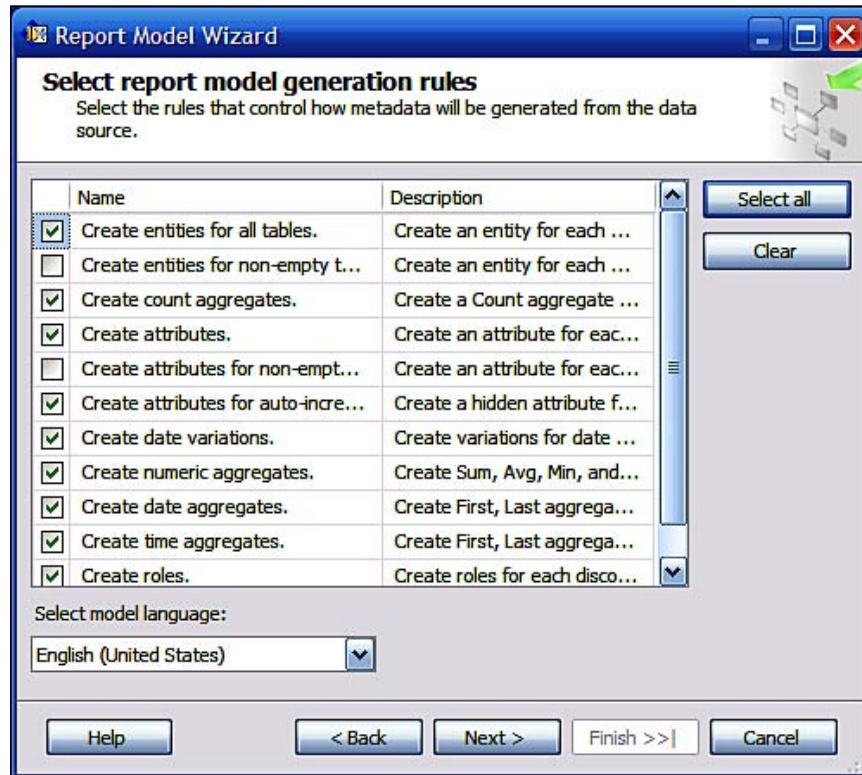 Report Model Wizard
Select report model generation rules
Select the rules that control how metadata will be generated from the data
source.
Name Description
Create entities for all tables. Create an entity for each ...
Create entities for non-empty t... Create an entity for each ...
Create count aggregates. Create a Count aggregate ...
Create attributes. Create an attribute for eac...
Create attributes for non-empt... Create an attribute for eac...
Create attributes for auto-incre... Create a hidden attribute f...
Create date variations. Create variations for date ...
Create numeric aggregates. Create Sum, Avg, Min, and...
Create date aggregates. Create First, Last aggrega...
Create time aggregates. Create First, Last aggrega...
Create roles. Create roles for each disco...
Select all
Clear
Select model language:
English (United States)
Help < Back Next > Finish >>| Cancel